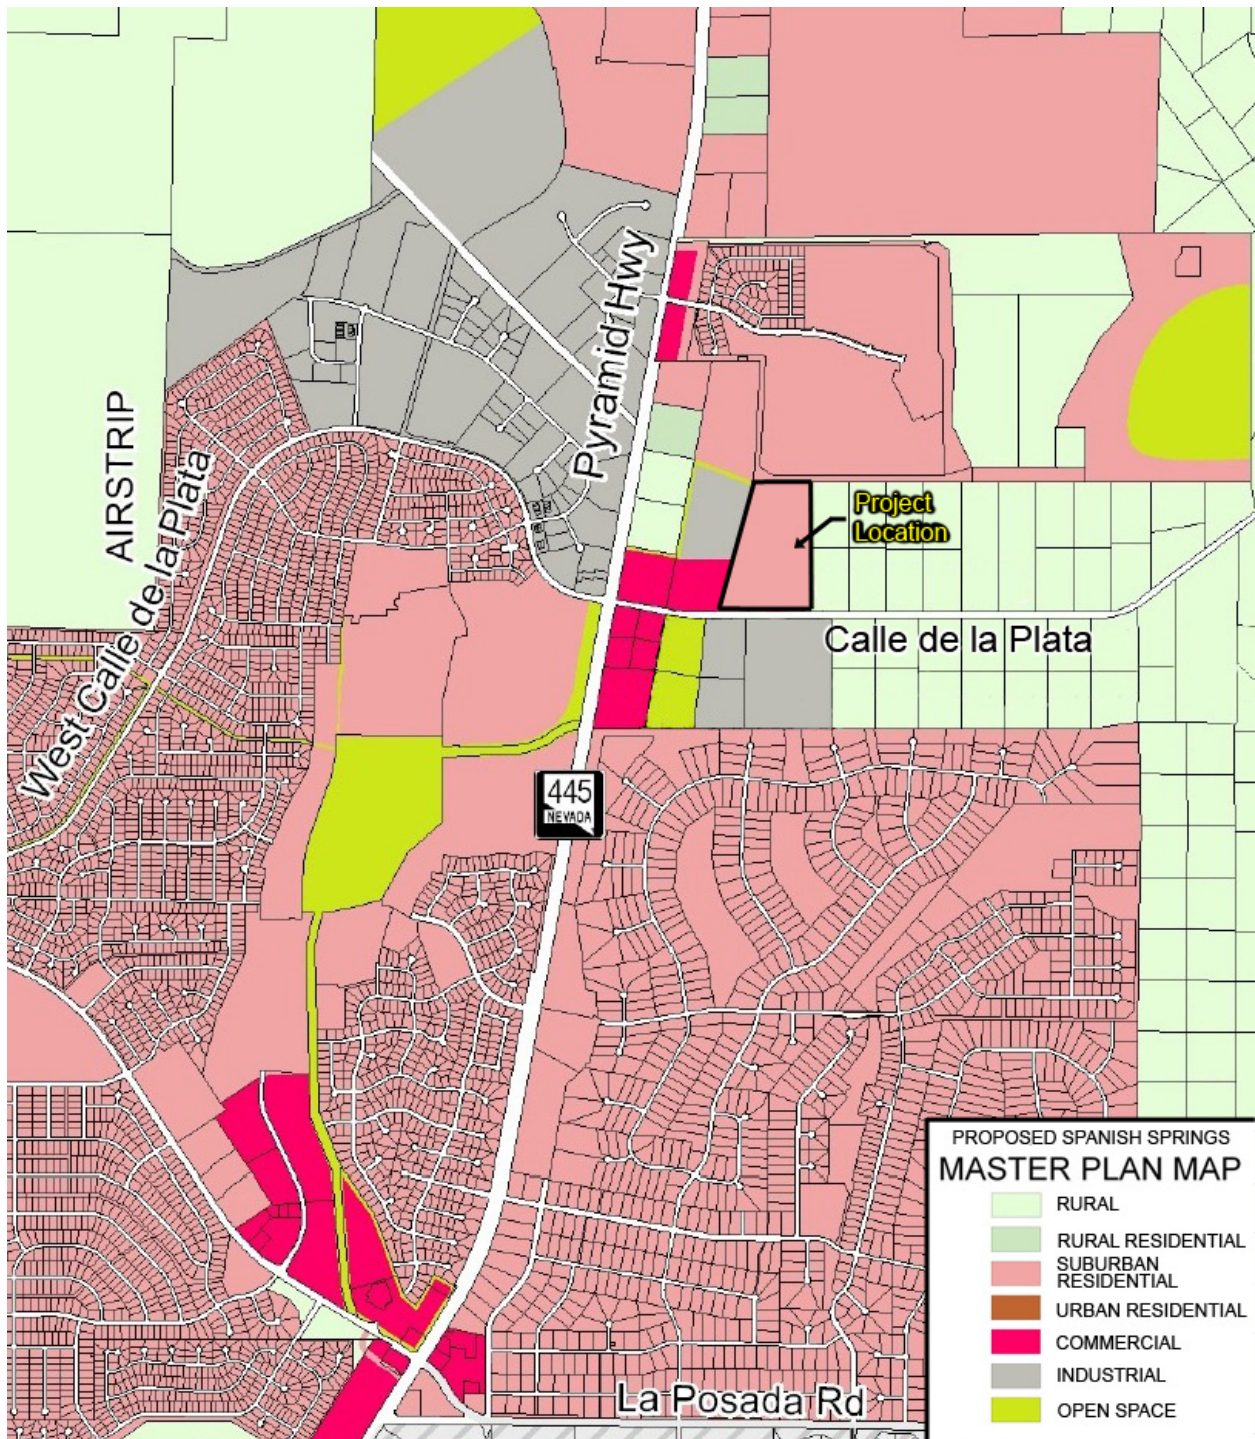 Pyramid Hwy
AIRSTRIP
West Calle de la Plata
Project
Location
Calle de la Plata
445
NEVADA
PROPOSED SPANISH SPRINGS
MASTER PLAN MAP
RURAL
RURAL RESIDENTIAL
SUBURBAN
RESIDENTIAL
URBAN RESIDENTIAL
COMMERCIAL
INDUSTRIAL
OPEN SPACE
La Posada Rd